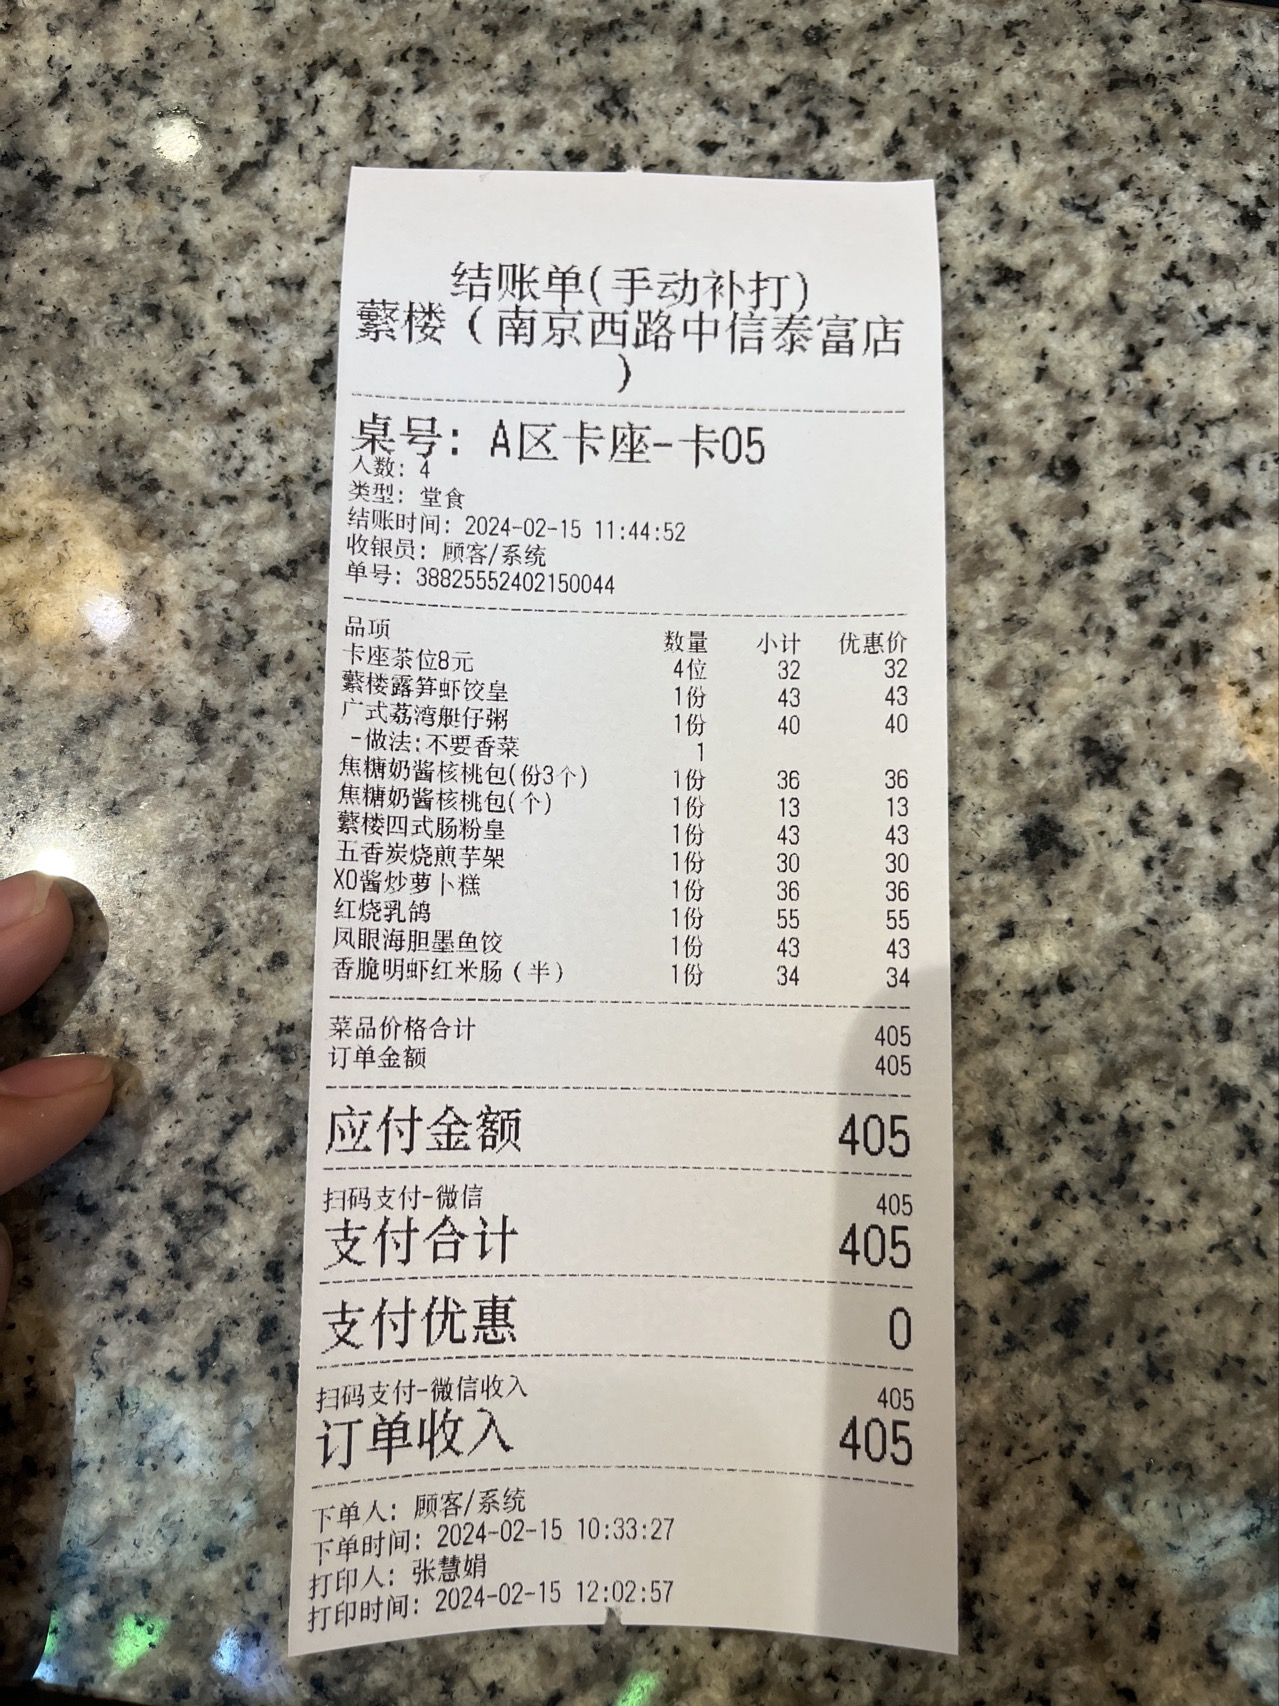 结账单(手动补打)
蘩楼（南京西路中信泰富店
）
桌号: A区卡座-卡05
人数: 4
类型: 堂食
结账时间: 2024-02-15 11:44:52
收银员: 顾客/系统
单号: 38825552402150044
品项 数量 小计 优惠价
卡座茶位8元 4位 32 32
蘩楼露笋虾饺皇 1份 43 43
广式荔湾艇仔粥 1份 40 40
-做法:不要香菜 1
焦糖奶酱核桃包(份3个) 1份 36 36
焦糖奶酱核桃包(个) 1份 13 13
蘩楼四式肠粉皇 1份 43 43
五香炭烧煎芋架 1份 30 30
XO酱炒萝卜糕 1份 36 36
红烧乳鸽 1份 55 55
凤眼海胆墨鱼饺 1份 43 43
香脆明虾红米肠（半） 1份 34 34
菜品价格合计 405
订单金额 405
应付金额 405
扫码支付-微信 405
支付合计 405
支付优惠 0
扫码支付-微信收入 405
订单收入 405
下单人: 顾客/系统
下单时间: 2024-02-15 10:33:27
打印人: 张慧娟
打印时间: 2024-02-15 12:02:57